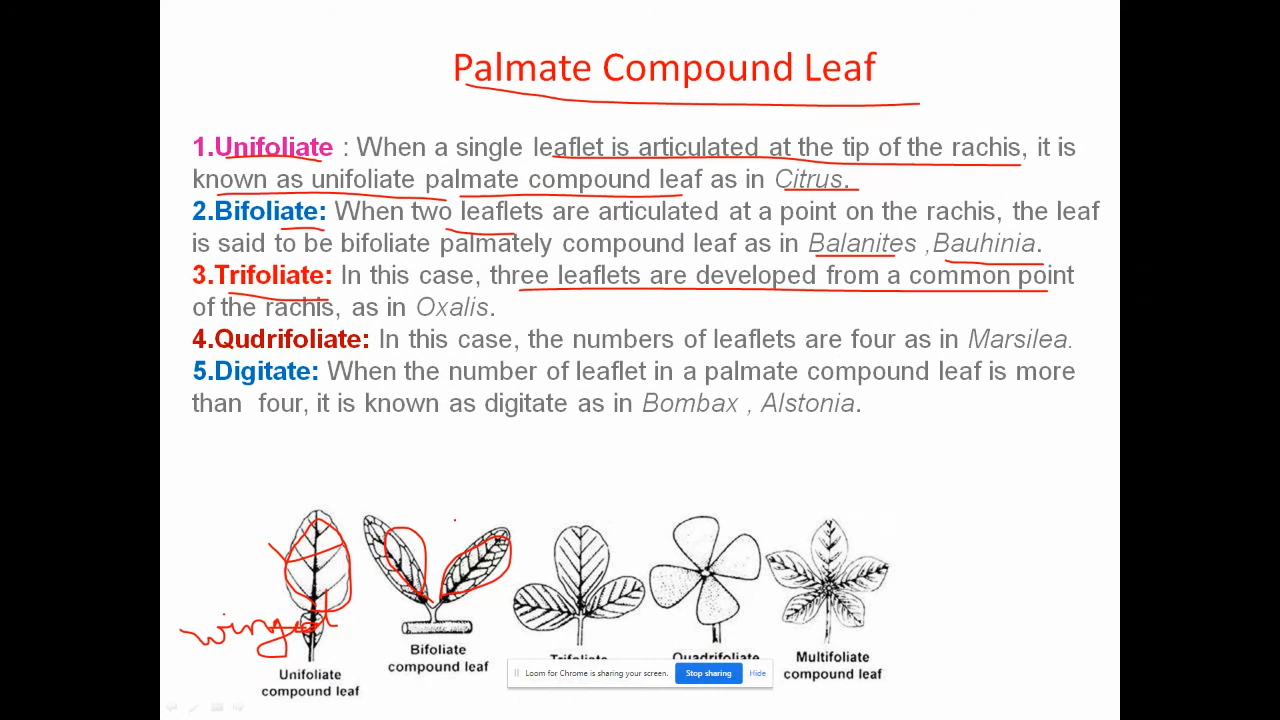 Palmate Compound Leaf
1.Unifoliate : When a single leaflet is articulated at the tip of the rachis, it is
known as unifoliate palmate compound leaf as in Citrus.
2.Bifoliate: When two leaflets are articulated at a point on the rachis, the leaf
is said to be bifoliate palmately compound leaf as in Balanites ,Bauhinia.
3.Trifoliate: In this case, three leaflets are developed from a common point
of the rachis, as in Oxalis.
4.Qudrifoliate: In this case, the numbers of leaflets are four as in Marsilea.
5.Digitate: When the number of leaflet in a palmate compound leaf is more
than four, it is known as digitate as in Bombax , Alstonia.
winged
Unifoliate
compound leaf
Bifoliate
compound leaf
Trifoliate
Quadrifoliate
Multifoliate
compound leaf
Loom for Chrome is sharing your screen. Stop sharing Hide